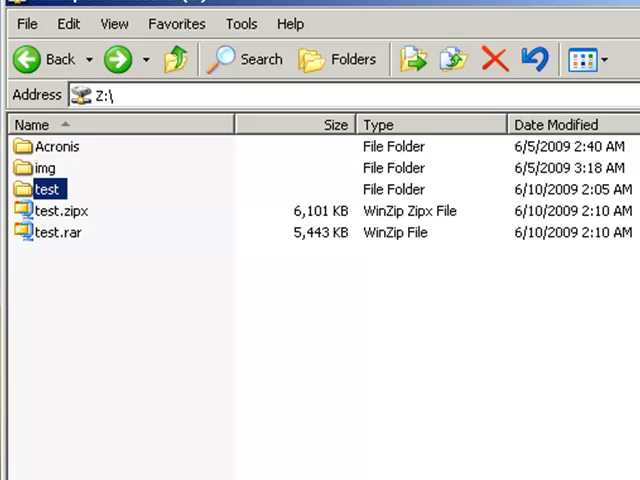 File Edit View Favorites Tools Help
Back Search Folders
Address Z:\
Name Size Type Date Modified
Acronis File Folder 6/5/2009 2:40 AM
img File Folder 6/5/2009 3:18 AM
test File Folder 6/10/2009 2:05 AM
test.zipx 6,101 KB WinZip Zipx File 6/10/2009 2:10 AM
test.rar 5,443 KB WinZip File 6/10/2009 2:10 AM